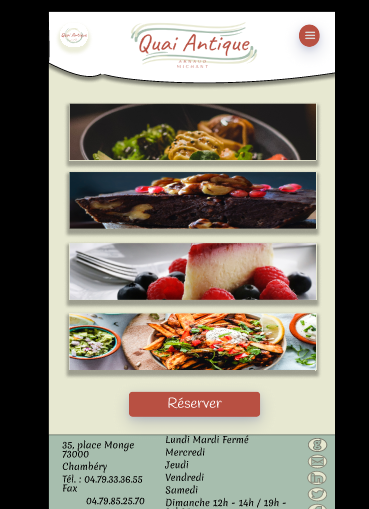 Quai Antique
Quai Antique
ARNAUD
MICHANT
Réserver
35, place Monge
73000
Chambéry
Tél. : 04.79.33.36.55
Fax
04.79.85.25.70
Lundi Mardi Fermé
Mercredi
Jeudi
Vendredi
Samedi
Dimanche 12h - 14h / 19h -